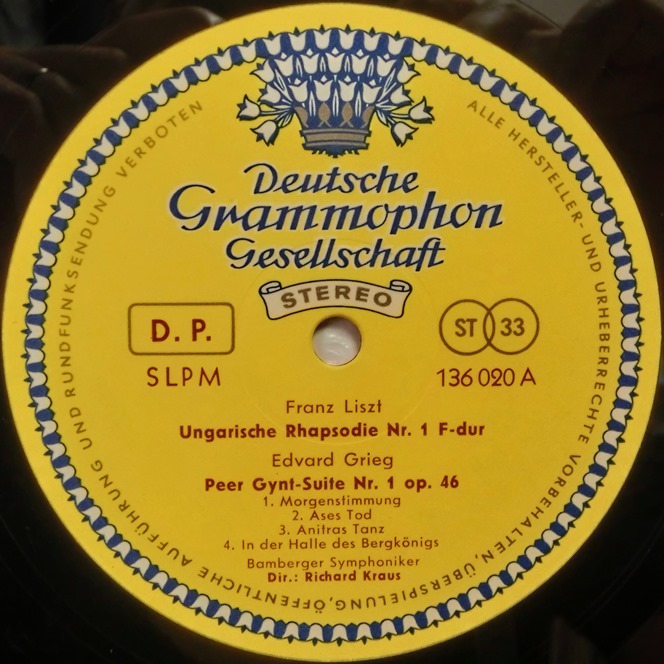 Deutsche
Grammophon
Gesellschaft
STEREO
D. P.
ST 33
SLPM
136 020 A
Franz Liszt
Ungarische Rhapsodie Nr. 1 F-dur
Edvard Grieg
Peer Gynt-Suite Nr. 1 op. 46
1. Morgenstimmung
2. Ases Tod
3. Anitras Tanz
4. In der Halle des Bergkönigs
Bamberger Symphoniker
Dir.: Richard Kraus
ALLE HERSTELLER- UND URHEBERRECHTE VORBEHALTEN, ÜBERSPIELUNG, ÖFFENTLICHE AUFFÜHRUNG UND RUNDFUNKSENDUNG VERBOTEN